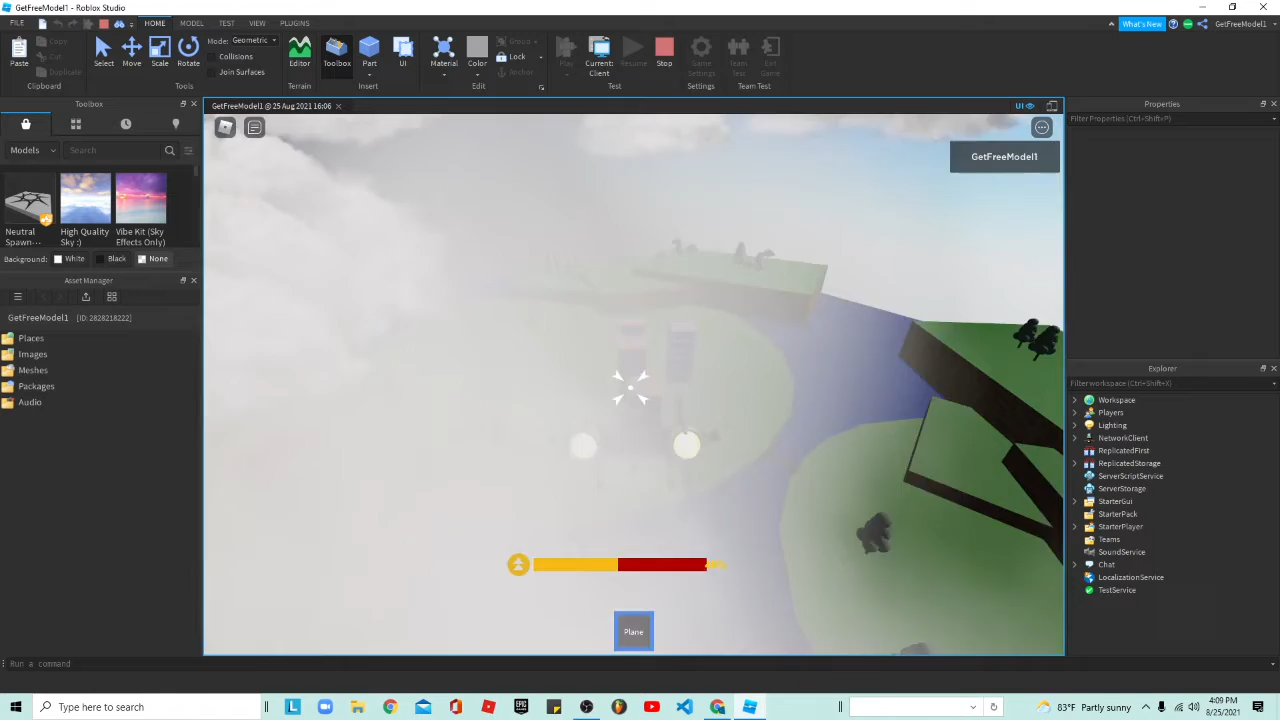 GetFreeModel1 - Roblox Studio
FILE HOME MODEL TEST VIEW PLUGINS What's New GetFreeModel1
Paste Copy Cut Duplicate Clipboard
Select Move Scale Rotate Mode: Geometric Collisions Join Surfaces Tools
Editor Terrain
Toolbox Part UI Insert
Material Color Group Lock Anchor Edit
Play Current: Client Resume Stop Test
Game Settings Settings
Team Test Exit Game Team Test
Toolbox
GetFreeModel1 @ 25 Aug 2021 16:06
UI
Models Search
Neutral Spawn...
High Quality Sky :)
Vibe Kit (Sky Effects Only)
Background: White Black None
Asset Manager
GetFreeModel1 [ID: 2828218222]
Places
Images
Meshes
Packages
Audio
GetFreeModel1
Plane
Properties
Filter Properties (Ctrl+Shift+P)
Explorer
Filter workspace (Ctrl+Shift+X)
Workspace
Players
Lighting
NetworkClient
ReplicatedFirst
ReplicatedStorage
ServerScriptService
ServerStorage
StarterGui
StarterPack
StarterPlayer
Teams
SoundService
Chat
LocalizationService
TestService
Run a command
Type here to search
83°F Partly sunny
4:09 PM
8/25/2021